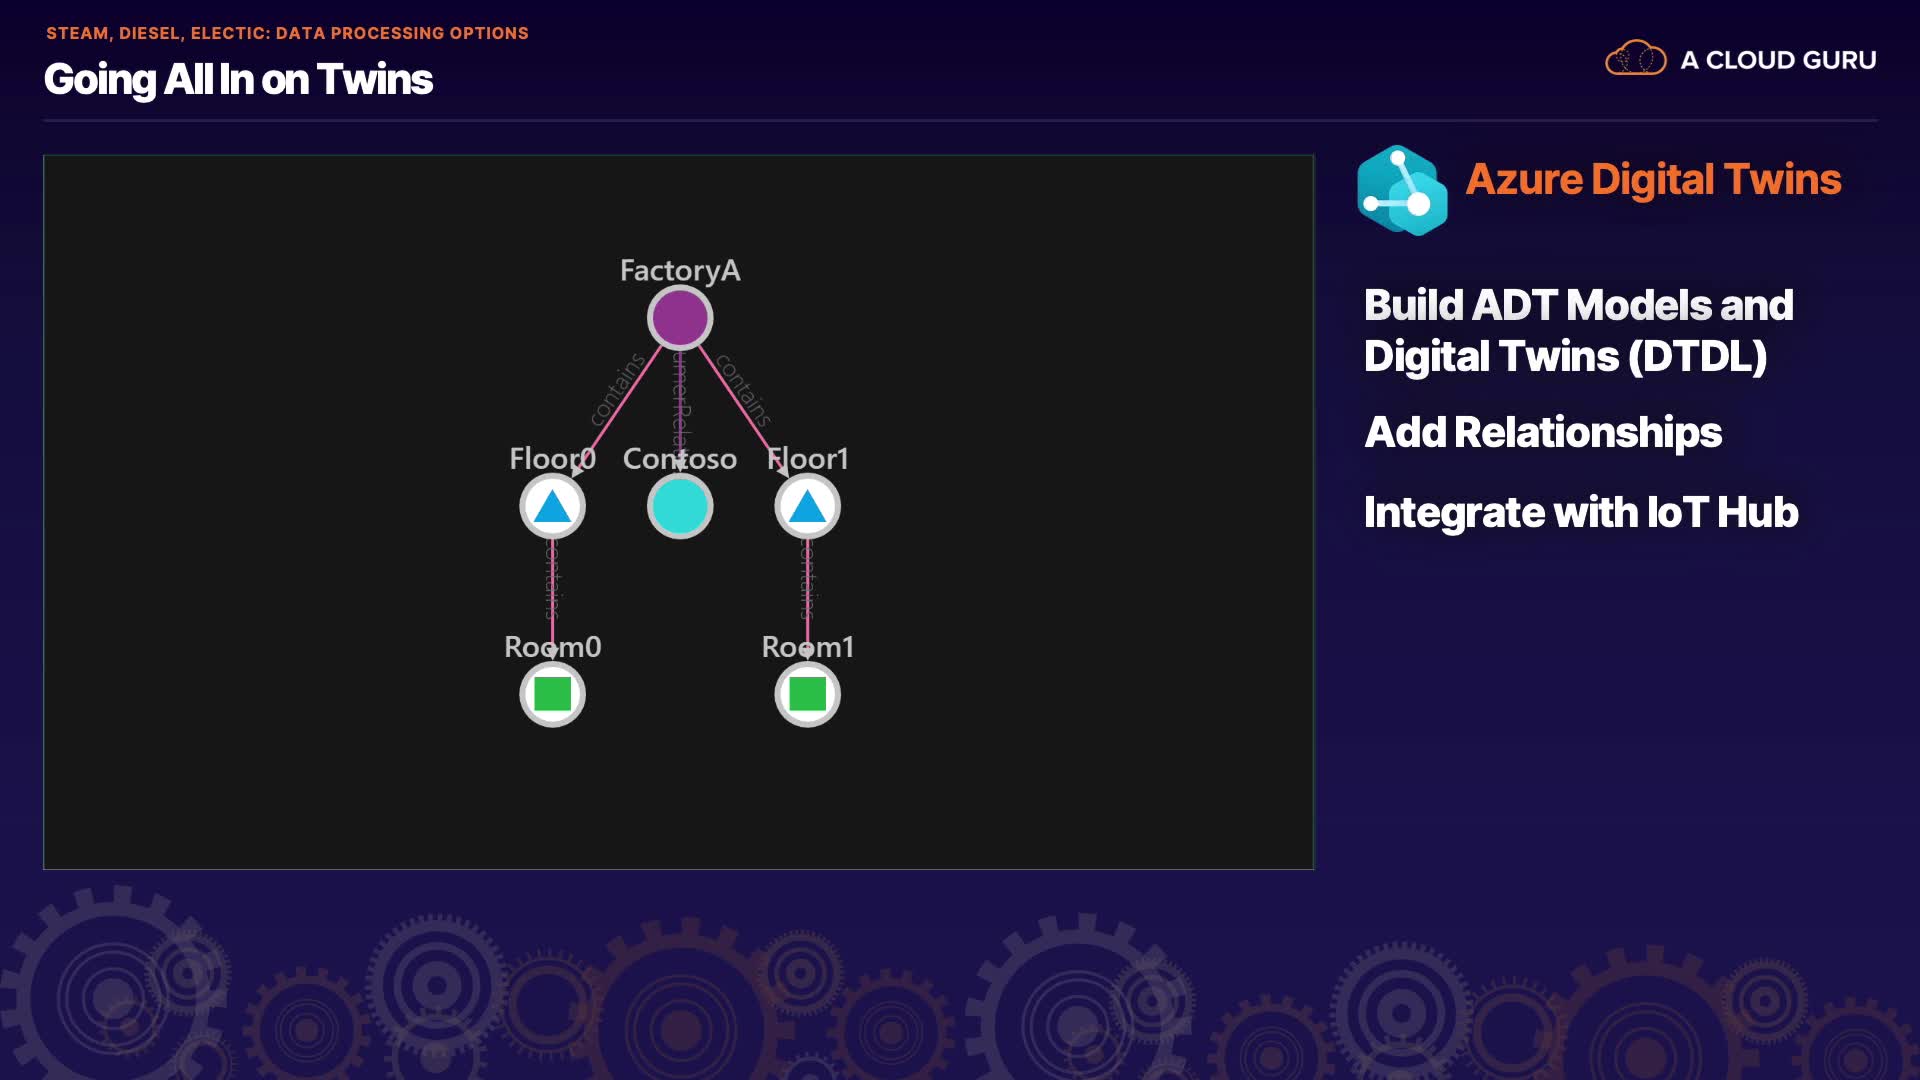 STEAM, DIESEL, ELECTIC: DATA PROCESSING OPTIONS
Going All In on Twins
A CLOUD GURU
Azure Digital Twins
Build ADT Models and
Digital Twins (DTDL)
Add Relationships
Integrate with IoT Hub
FactoryA
contains
contains
Floor0
Contoso
Floor1
contains
contains
Room0
Room1